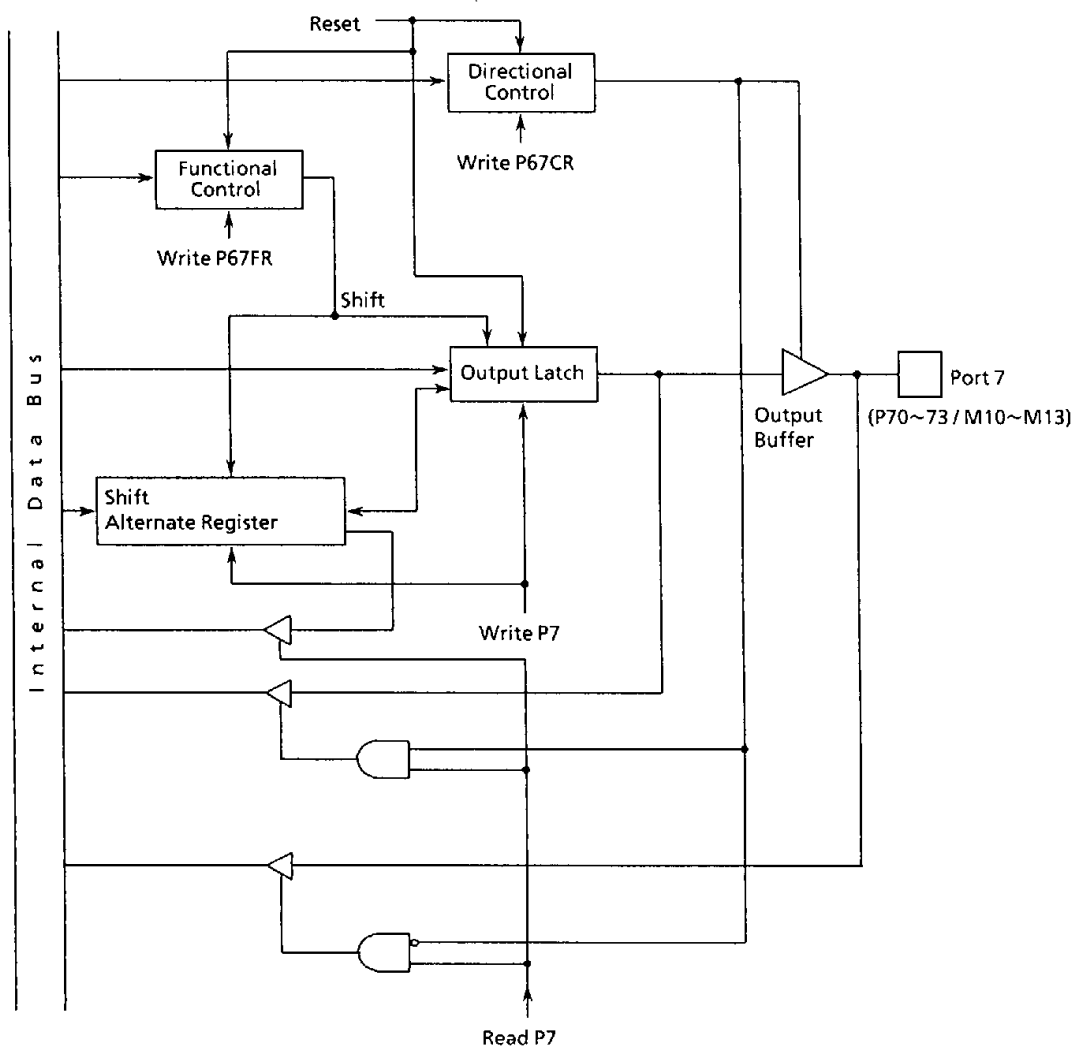 Reset
Directional
Control
Write P67CR
Functional
Control
Write P67FR
Shift
Output Latch
Port 7
(P70~73 / M10~M13)
Output
Buffer
Internal Data Bus
Shift
Alternate Register
Write P7
Read P7